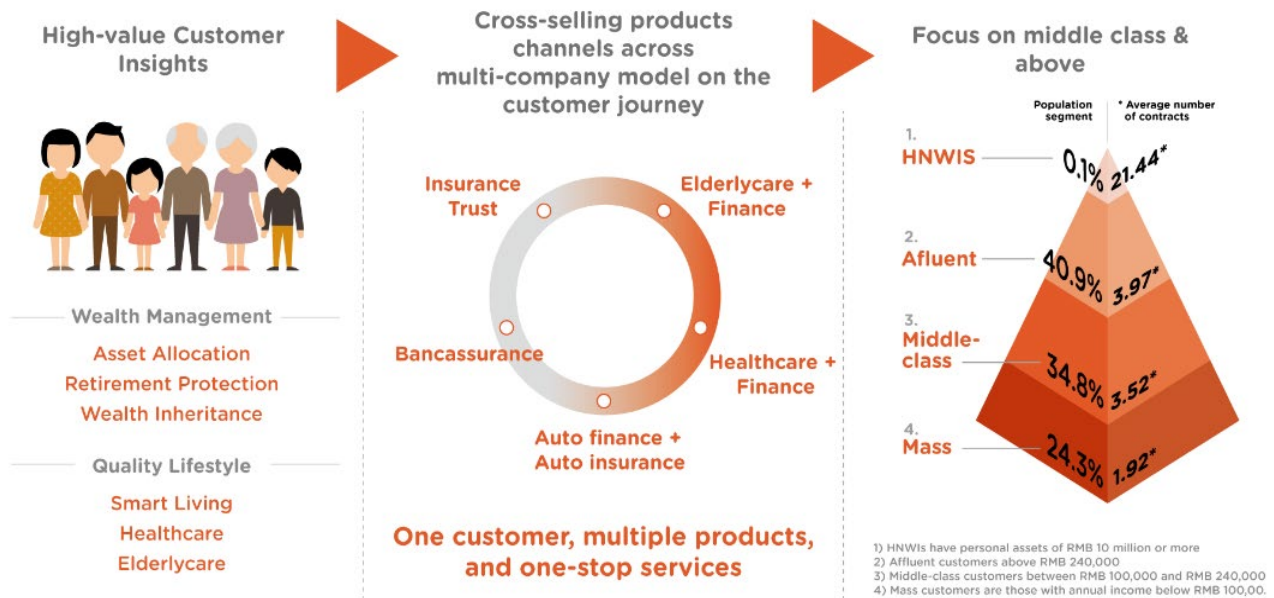 High-value Customer
Insights
Wealth Management
Asset Allocation
Retirement Protection
Wealth Inheritance
Quality Lifestyle
Smart Living
Healthcare
Elderlycare
Cross-selling products
channels across
multi-company model on the
customer journey
Insurance
Trust
Elderlycare +
Finance
Bancassurance
Healthcare +
Finance
Auto finance +
Auto insurance
One customer, multiple products,
and one-stop services
Focus on middle class &
above
Population
segment
* Average number
of contracts
1.
HNWIS
0.1%
21.44*
2.
Afluent
40.9%
3.97*
3.
Middle-
class
34.8%
3.52*
4.
Mass
24.3%
1.92*
1) HNWIs have personal assets of RMB 10 million or more
2) Affluent customers above RMB 240,000
3) Middle-class customers between RMB 100,000 and RMB 240,000
4) Mass customers are those with annual income below RMB 100,00.